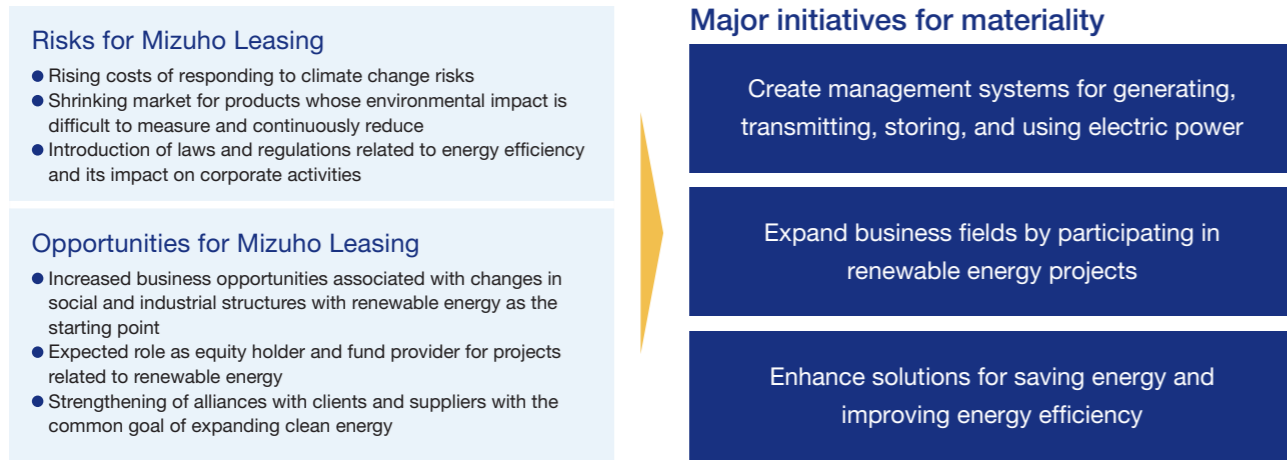 Risks for Mizuho Leasing
● Rising costs of responding to climate change risks
● Shrinking market for products whose environmental impact is
difficult to measure and continuously reduce
● Introduction of laws and regulations related to energy efficiency
and its impact on corporate activities
Opportunities for Mizuho Leasing
● Increased business opportunities associated with changes in
social and industrial structures with renewable energy as the
starting point
● Expected role as equity holder and fund provider for projects
related to renewable energy
● Strengthening of alliances with clients and suppliers with the
common goal of expanding clean energy
Major initiatives for materiality
Create management systems for generating,
transmitting, storing, and using electric power
Expand business fields by participating in
renewable energy projects
Enhance solutions for saving energy and
improving energy efficiency